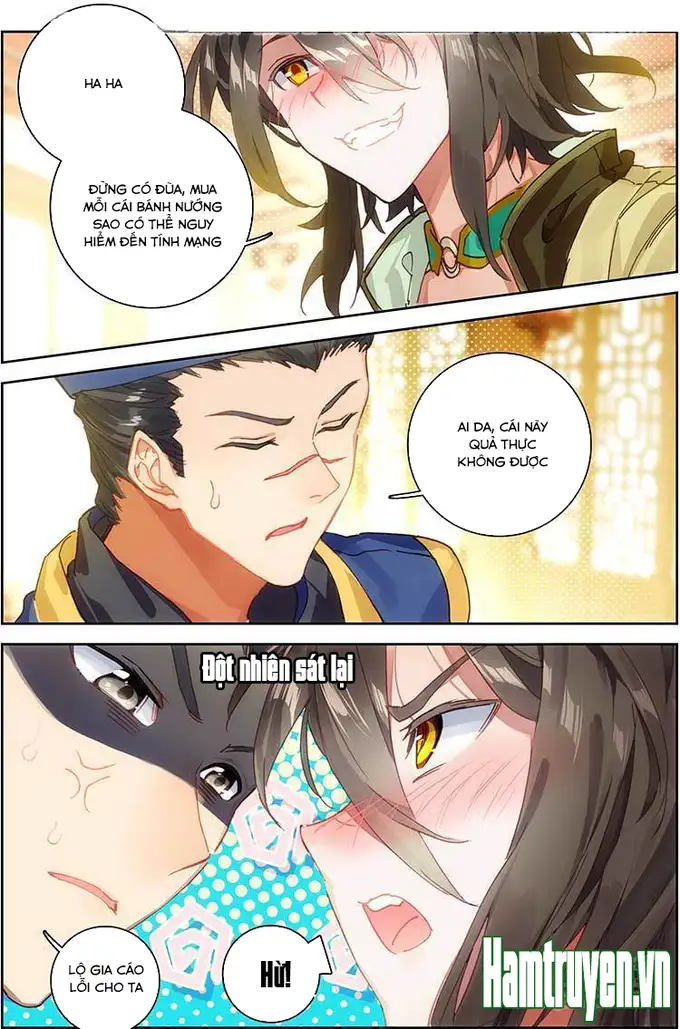 HA HA
ĐỪNG CÓ ĐÙA, MUA
MỖI CÁI BÁNH NƯỚNG
SAO CÓ THỂ NGUY
HIỂM ĐẾN TÍNH MẠNG
AI DA, CÁI NÀY
QUẢ THỰC
KHÔNG ĐƯỢC
Đột nhiên sát lại
LỘ GIA CÁO
LỖI CHO TA
Hừ!
Hamtruyen.vn